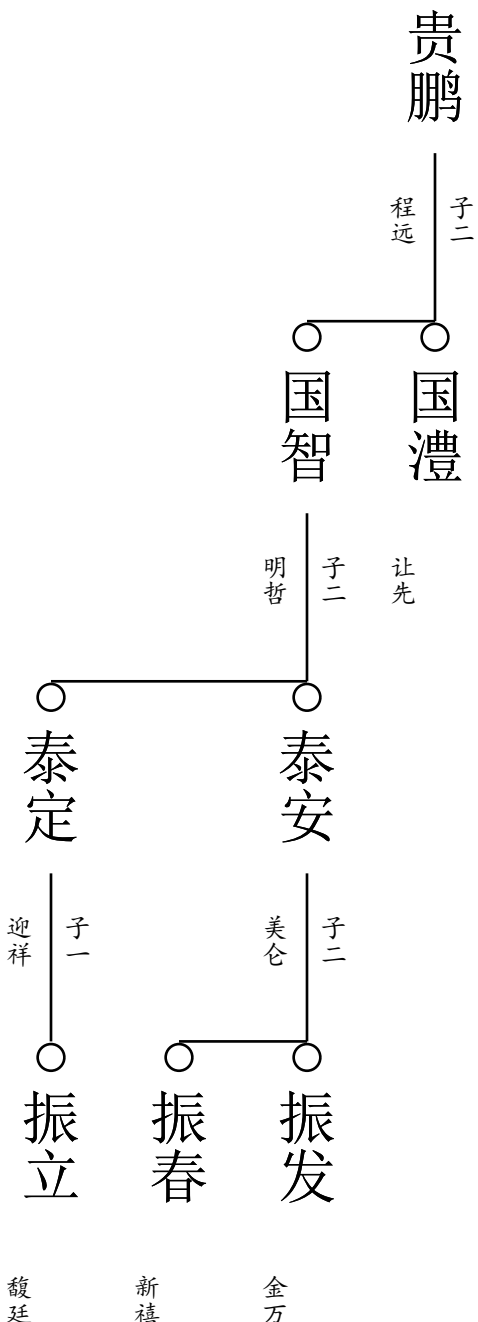 贵鹏
子二
程远
国澧
国智
让先
子二
明哲
泰安
泰定
子二
美仑
子一
迎祥
振发
振春
振立
金万
新禧
馥廷